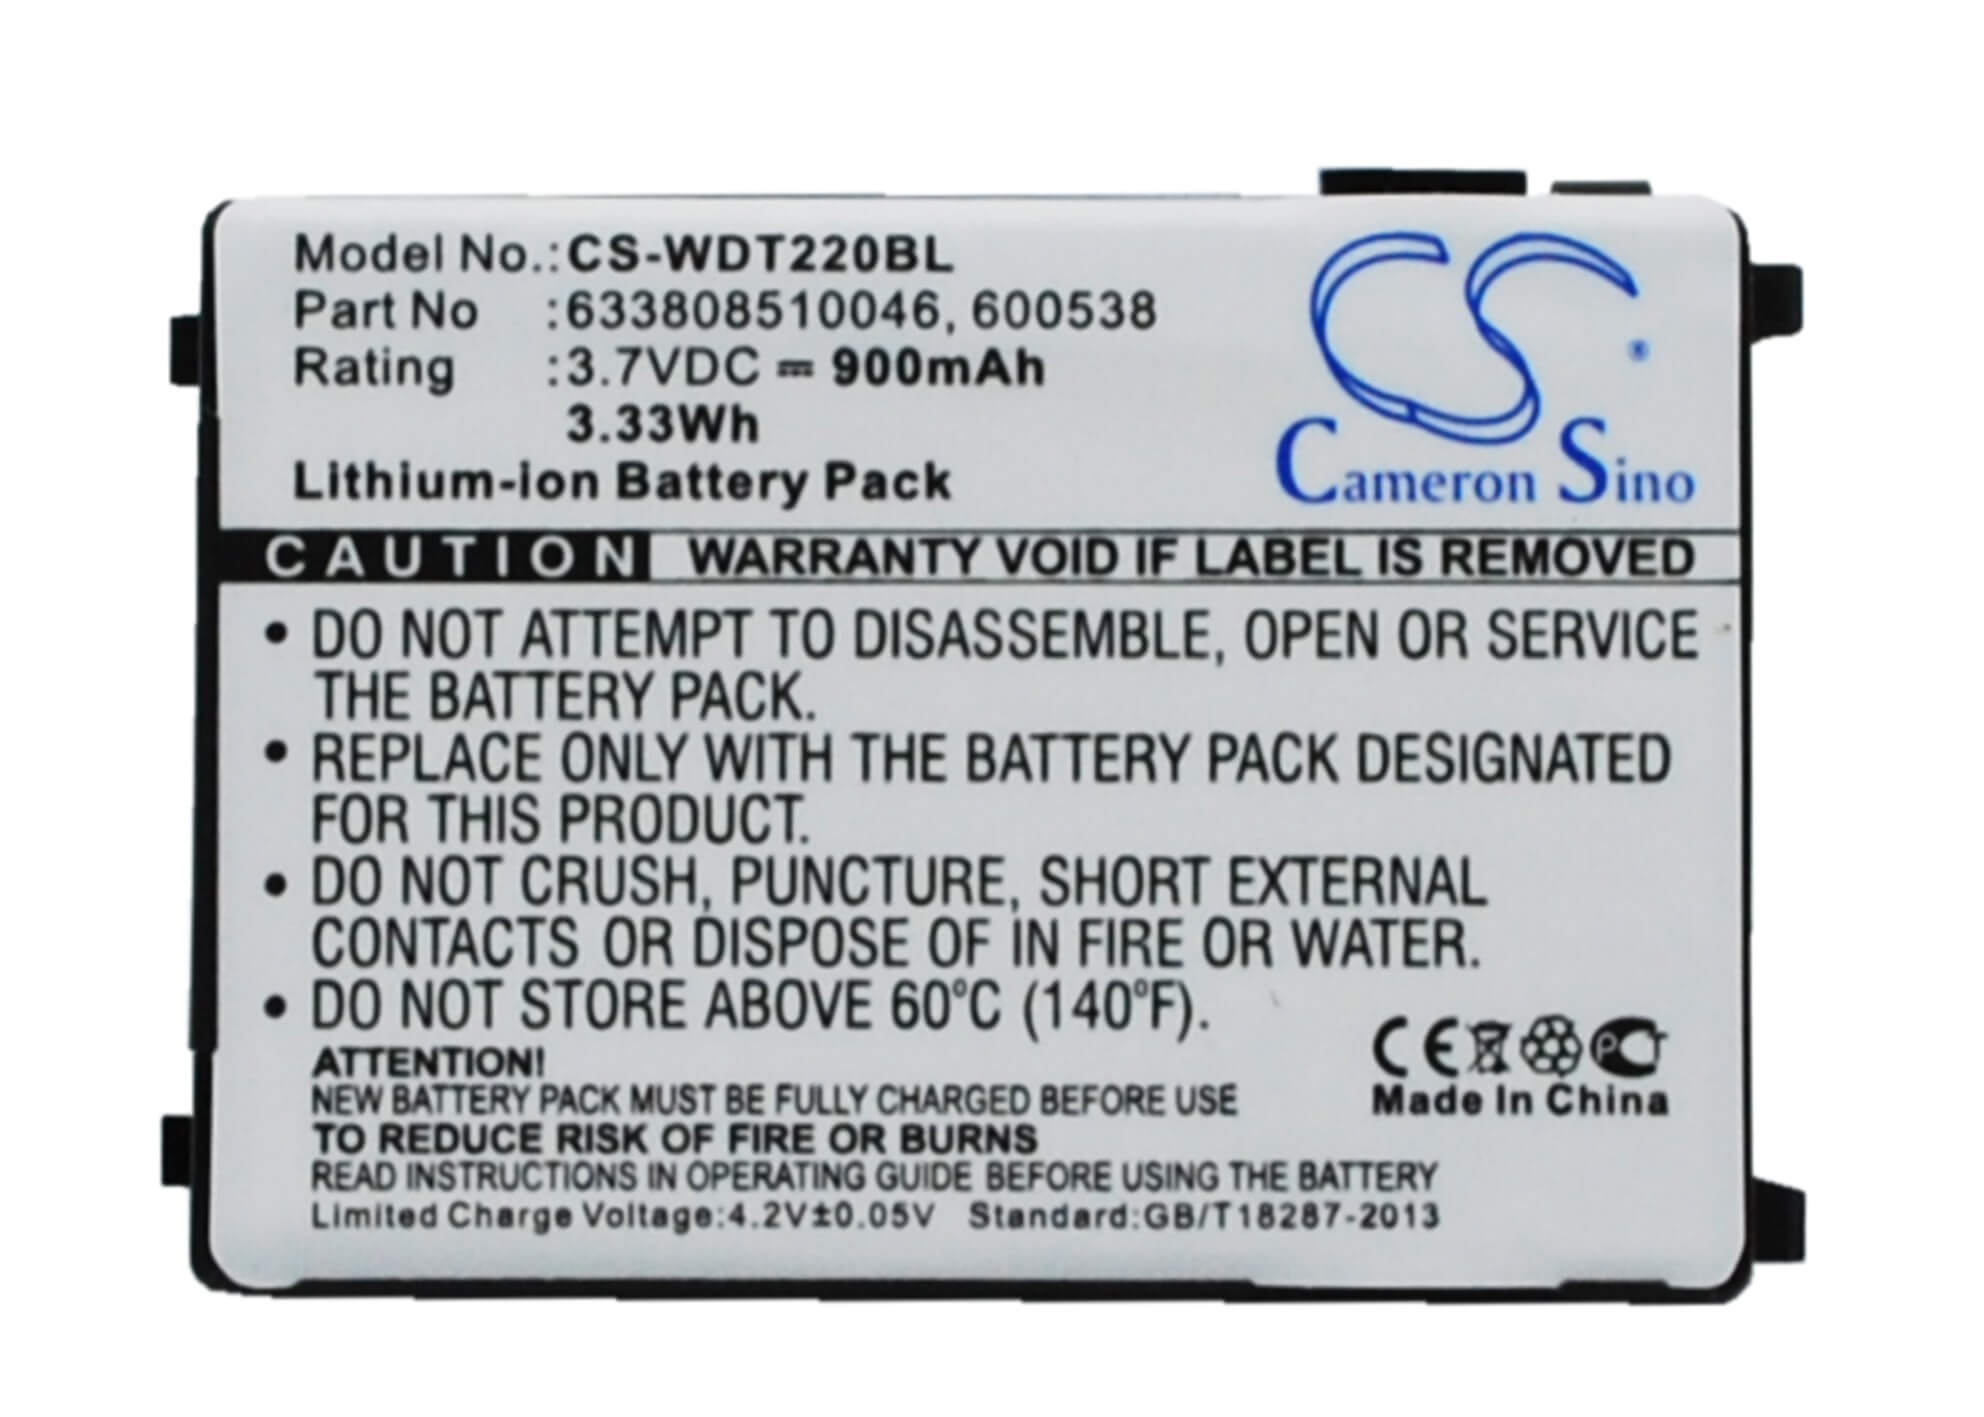 Model No.: CS-WDT220BL
Part No : 633808510046, 600538
Rating : 3.7VDC ⎓ 900mAh
3.33Wh
Lithium-ion Battery Pack
CS ®
Cameron Sino
CAUTION WARRANTY VOID IF LABEL IS REMOVED
• DO NOT ATTEMPT TO DISASSEMBLE, OPEN OR SERVICE
THE BATTERY PACK.
• REPLACE ONLY WITH THE BATTERY PACK DESIGNATED
FOR THIS PRODUCT.
• DO NOT CRUSH, PUNCTURE, SHORT EXTERNAL
CONTACTS OR DISPOSE OF IN FIRE OR WATER.
• DO NOT STORE ABOVE 60°C (140°F).
ATTENTION!
NEW BATTERY PACK MUST BE FULLY CHARGED BEFORE USE
TO REDUCE RISK OF FIRE OR BURNS
READ INSTRUCTIONS IN OPERATING GUIDE BEFORE USING THE BATTERY
Limited Charge Voltage:4.2V±0.05V Standard:GB/T18287-2013
CE PC
Made In China